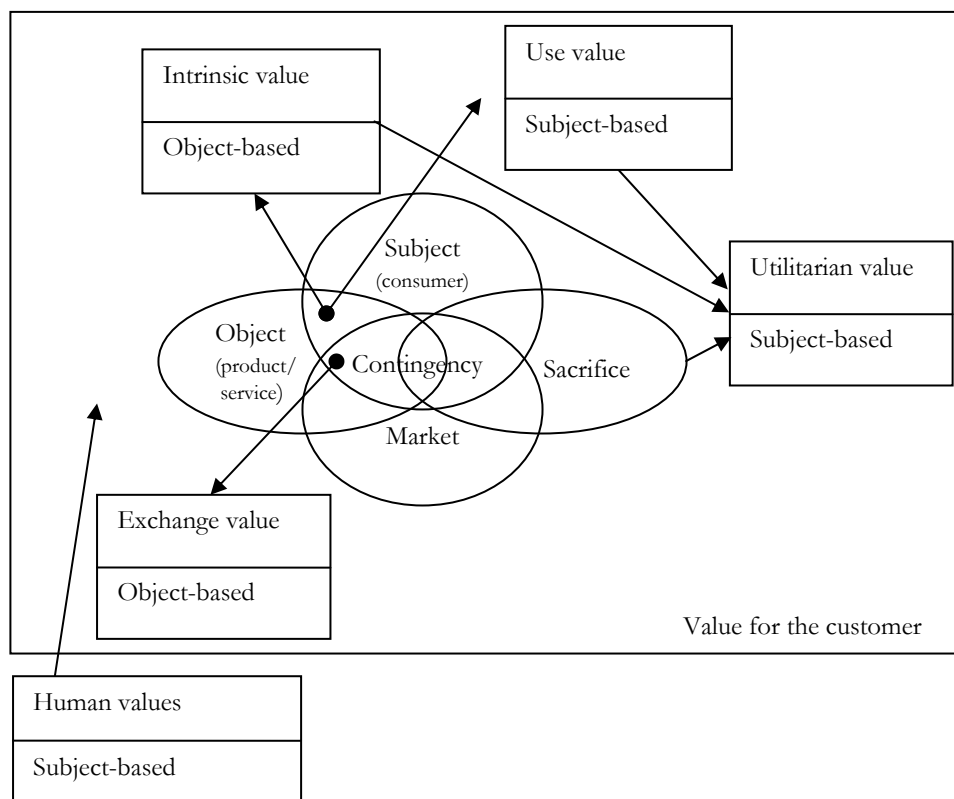 Use value
Subject-based
Intrinsic value
Object-based
Subject
(consumer)
Utilitarian value
Subject-based
Object
(product/
service)
Contingency
Sacrifice
Market
Exchange value
Object-based
Value for the customer
Human values
Subject-based